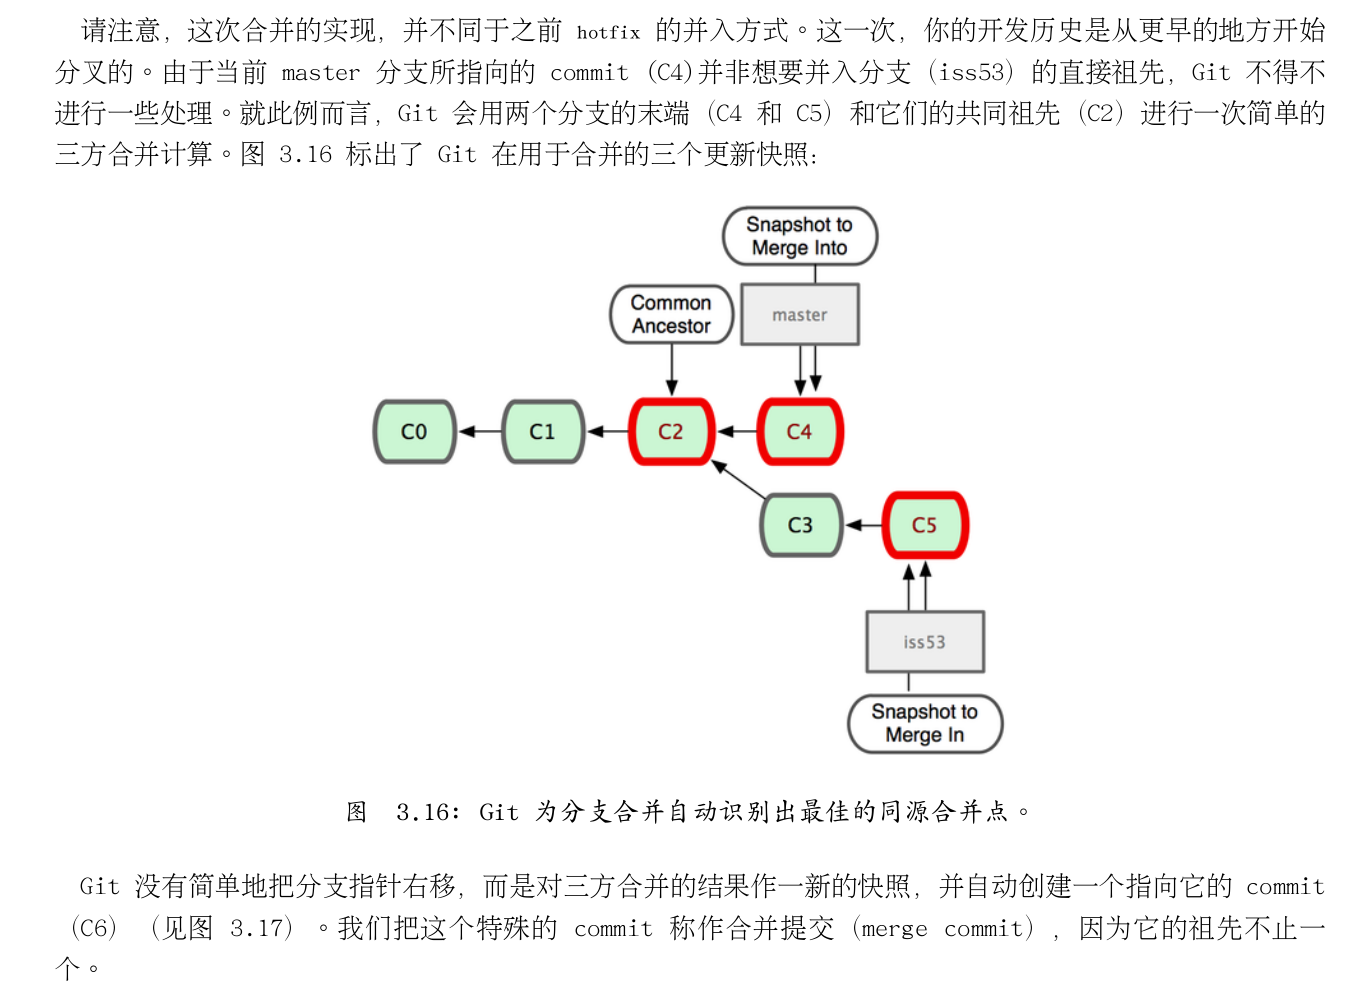 请注意，这次合并的实现，并不同于之前 hotfix 的并入方式。这一次，你的开发历史是从更早的地方开始
分叉的。由于当前 master 分支所指向的 commit (C4)并非想要并入分支（iss53）的直接祖先，Git 不得不
进行一些处理。就此例而言，Git 会用两个分支的末端（C4 和 C5）和它们的共同祖先（C2）进行一次简单的
三方合并计算。图 3.16 标出了 Git 在用于合并的三个更新快照：
Snapshot to
Merge Into
Common
Ancestor
master
C0
C1
C2
C4
C3
C5
iss53
Snapshot to
Merge In
图 3.16: Git 为分支合并自动识别出最佳的同源合并点。
Git 没有简单地把分支指针右移，而是对三方合并的结果作一新的快照，并自动创建一个指向它的 commit
（C6）（见图 3.17）。我们把这个特殊的 commit 称作合并提交（merge commit），因为它的祖先不止一
个。